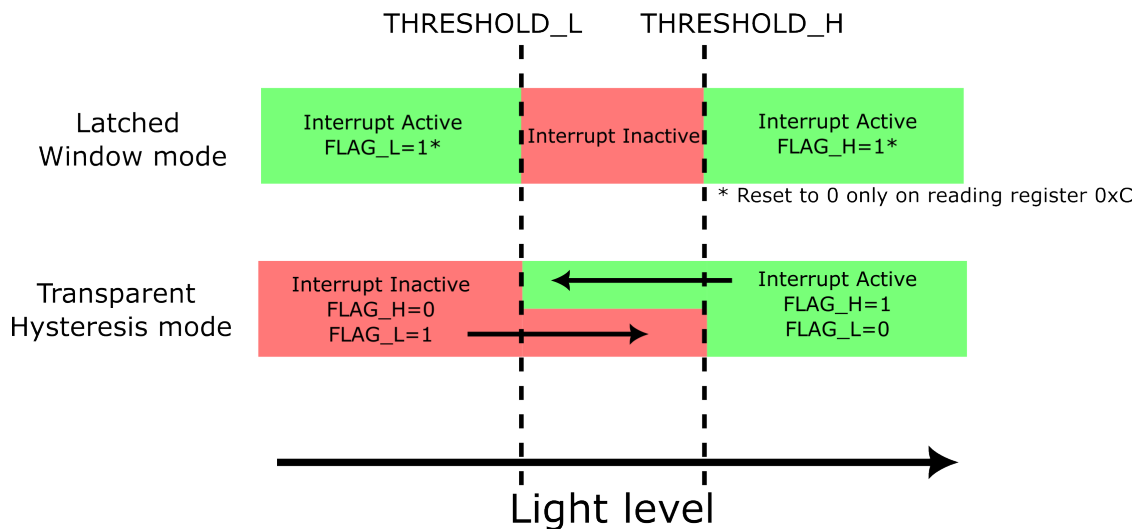 THRESHOLD_L
THRESHOLD_H
Latched
Window mode
Interrupt Active
FLAG_L=1*
Interrupt Inactive
Interrupt Active
FLAG_H=1*
* Reset to 0 only on reading register 0xC
Transparent
Hysteresis mode
Interrupt Inactive
FLAG_H=0
FLAG_L=1
Interrupt Active
FLAG_H=1
FLAG_L=0
Light level